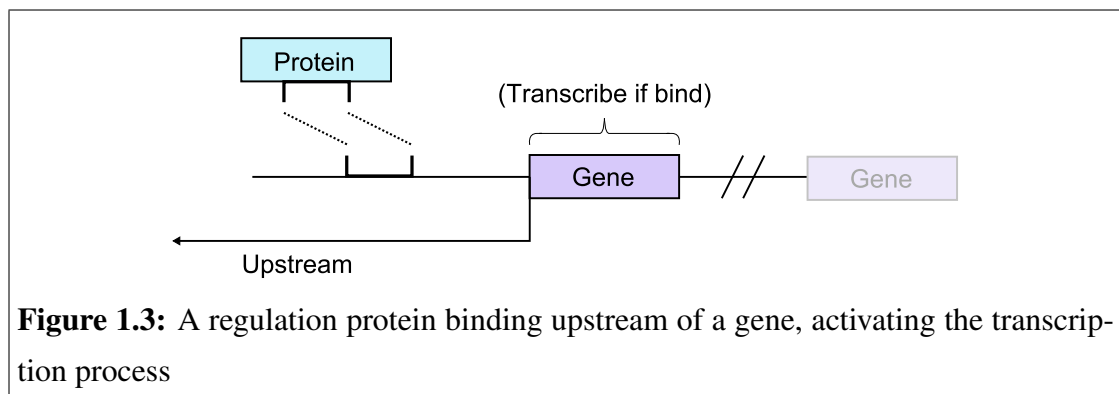 Protein
(Transcribe if bind)
Gene
Gene
Upstream
Figure 1.3: A regulation protein binding upstream of a gene, activating the transcrip-
tion process